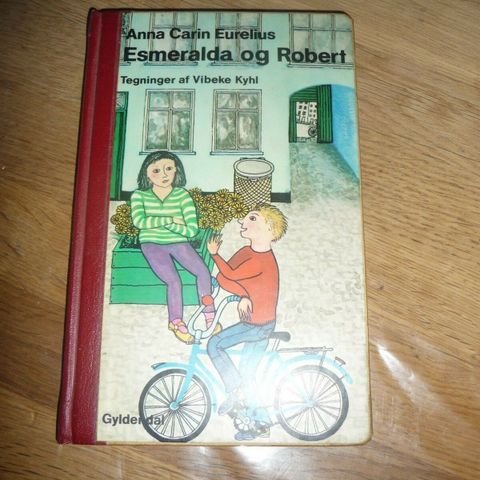 Anna Carin Eurelius
Esmeralda og Robert
Tegninger af Vibeke Kyhl
Gyldendal